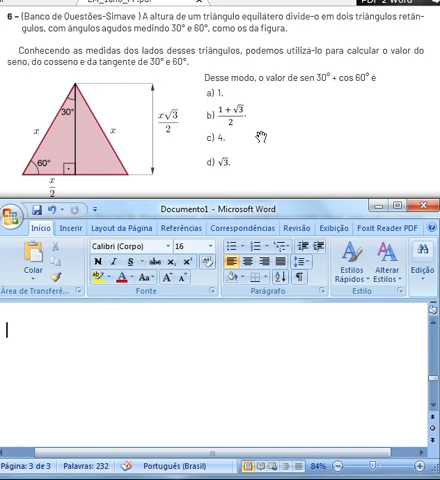 6 – (Banco de Questões-Simave ) A altura de um triângulo equilátero divide-o em dois triângulos retân-
gulos, com ângulos agudos medindo 30° e 60°, como os da figura.
Conhecendo as medidas dos lados desses triângulos, podemos utilizá-lo para calcular o valor do
seno, do cosseno e da tangente de 30° e 60°.
Desse modo, o valor de sen 30° + cos 60° é
a) 1.
b) (1 + √3)/2.
c) 4.
d) √3.
30°
x
x
x√3/2
60°
x/2
Documento1 - Microsoft Word
Início Inserir Layout da Página Referências Correspondências Revisão Exibição Foxit Reader PDF
Colar
Calibri (Corpo) 16
N I S abc x₂ x²
ab A Aa A A
Estilos Rápidos
Alterar Estilos
Edição
Área de Transferê... Fonte Parágrafo Estilo
Página: 3 de 3 Palavras: 232 Português (Brasil) 84%